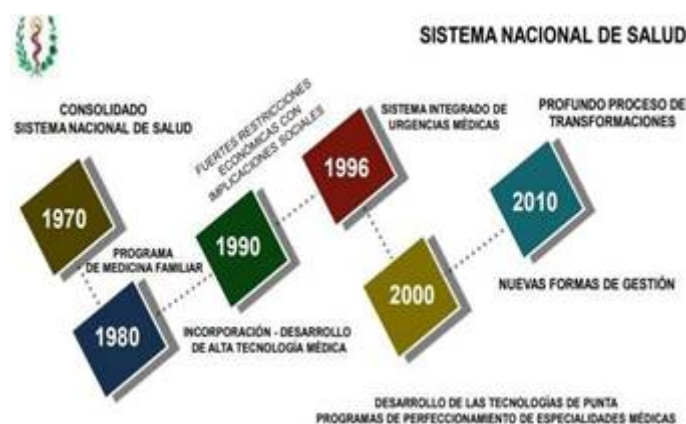 SISTEMA NACIONAL DE SALUD
CONSOLIDADO
SISTEMA NACIONAL DE SALUD
1970
PROGRAMA
DE MEDICINA FAMILIAR
1980
FUERTES RESTRICCIONES
ECONÓMICAS CON
IMPLICACIONES SOCIALES
1990
INCORPORACIÓN - DESARROLLO
DE ALTA TECNOLOGÍA MÉDICA
SISTEMA INTEGRADO DE
URGENCIAS MÉDICAS
1996
2000
DESARROLLO DE LAS TECNOLOGÍAS DE PUNTA
PROGRAMAS DE PERFECCIONAMIENTO DE ESPECIALIDADES MÉDICAS
PROFUNDO PROCESO DE
TRANSFORMACIONES
2010
NUEVAS FORMAS DE GESTIÓN